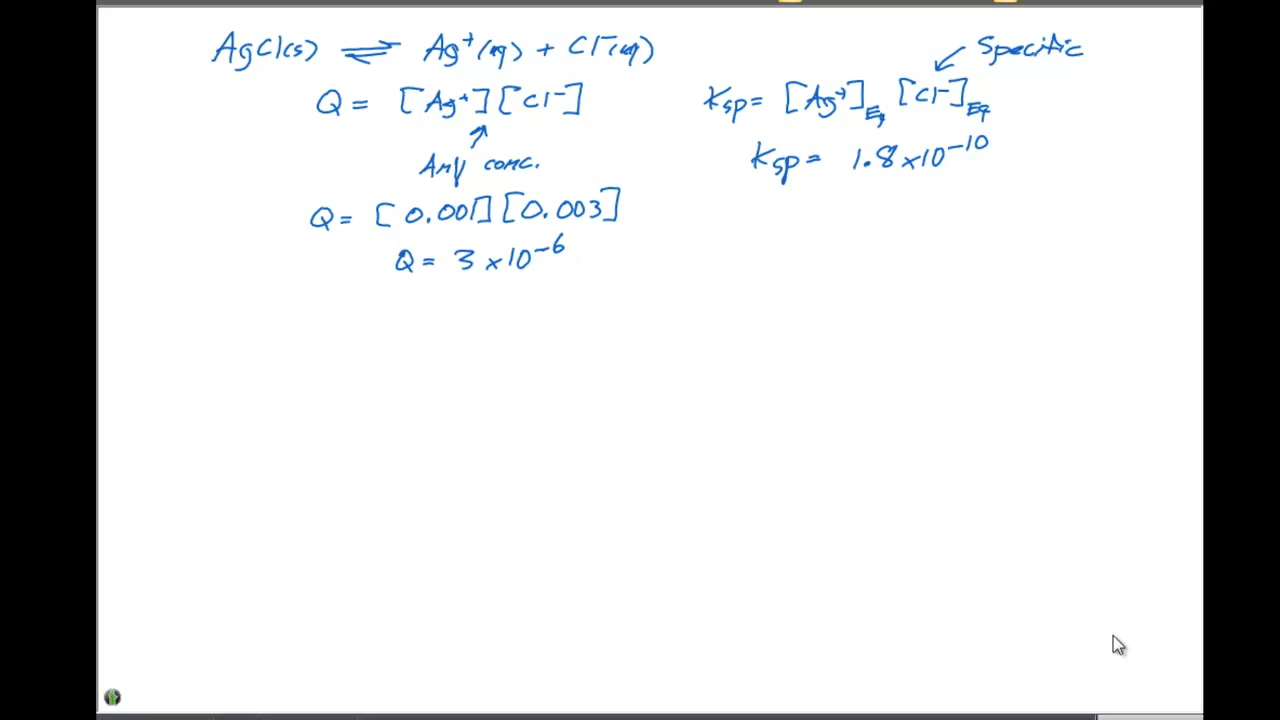 AgCl(s) ⇌ Ag⁺(aq) + Cl⁻(aq)
Q = [Ag⁺][Cl⁻]
Any conc.
Q = [0.001][0.003]
Q = 3 × 10⁻⁶
Specific
Ksp = [Ag⁺]Eq [Cl⁻]Eq
Ksp = 1.8 × 10⁻¹⁰